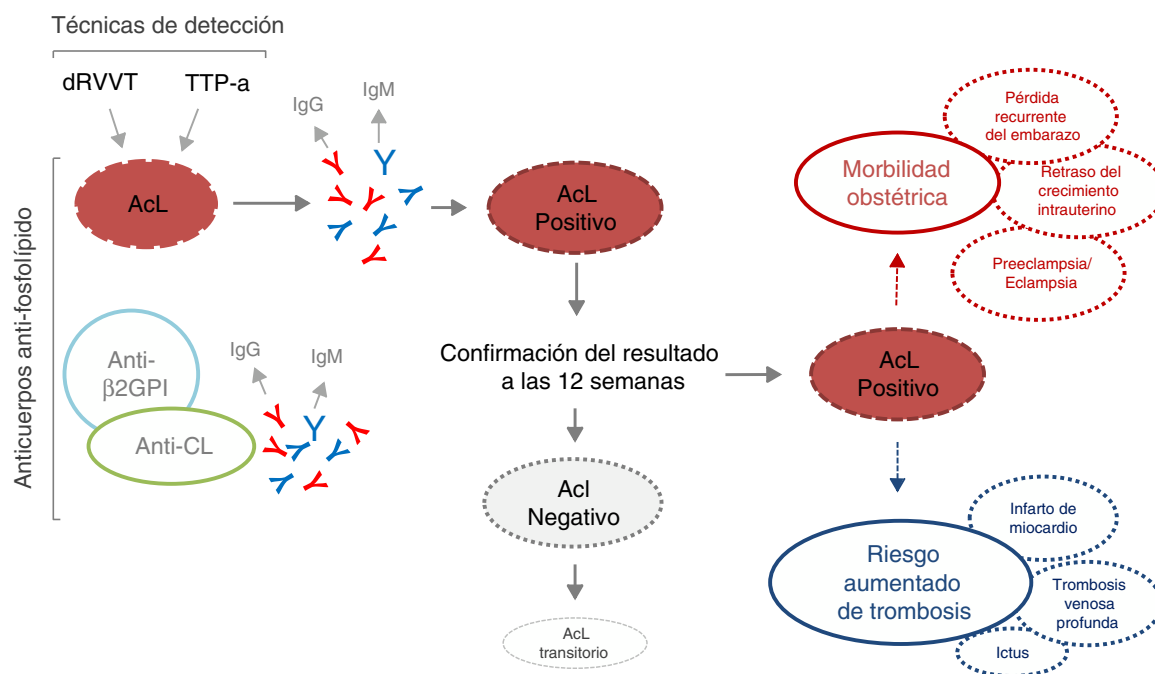 Técnicas de detección
dRVVT
TTP-a
IgG
IgM
AcL
AcL
Positivo
Anticuerpos anti-fosfolípido
Anti-
β2GPI
Anti-CL
IgG
IgM
Confirmación del resultado
a las 12 semanas
Acl
Negativo
AcL
transitorio
AcL
Positivo
Morbilidad
obstétrica
Pérdida
recurrente
del embarazo
Retraso del
crecimiento
intrauterino
Preeclampsia/
Eclampsia
Riesgo
aumentado
de trombosis
Infarto de
miocardio
Trombosis
venosa
profunda
Ictus